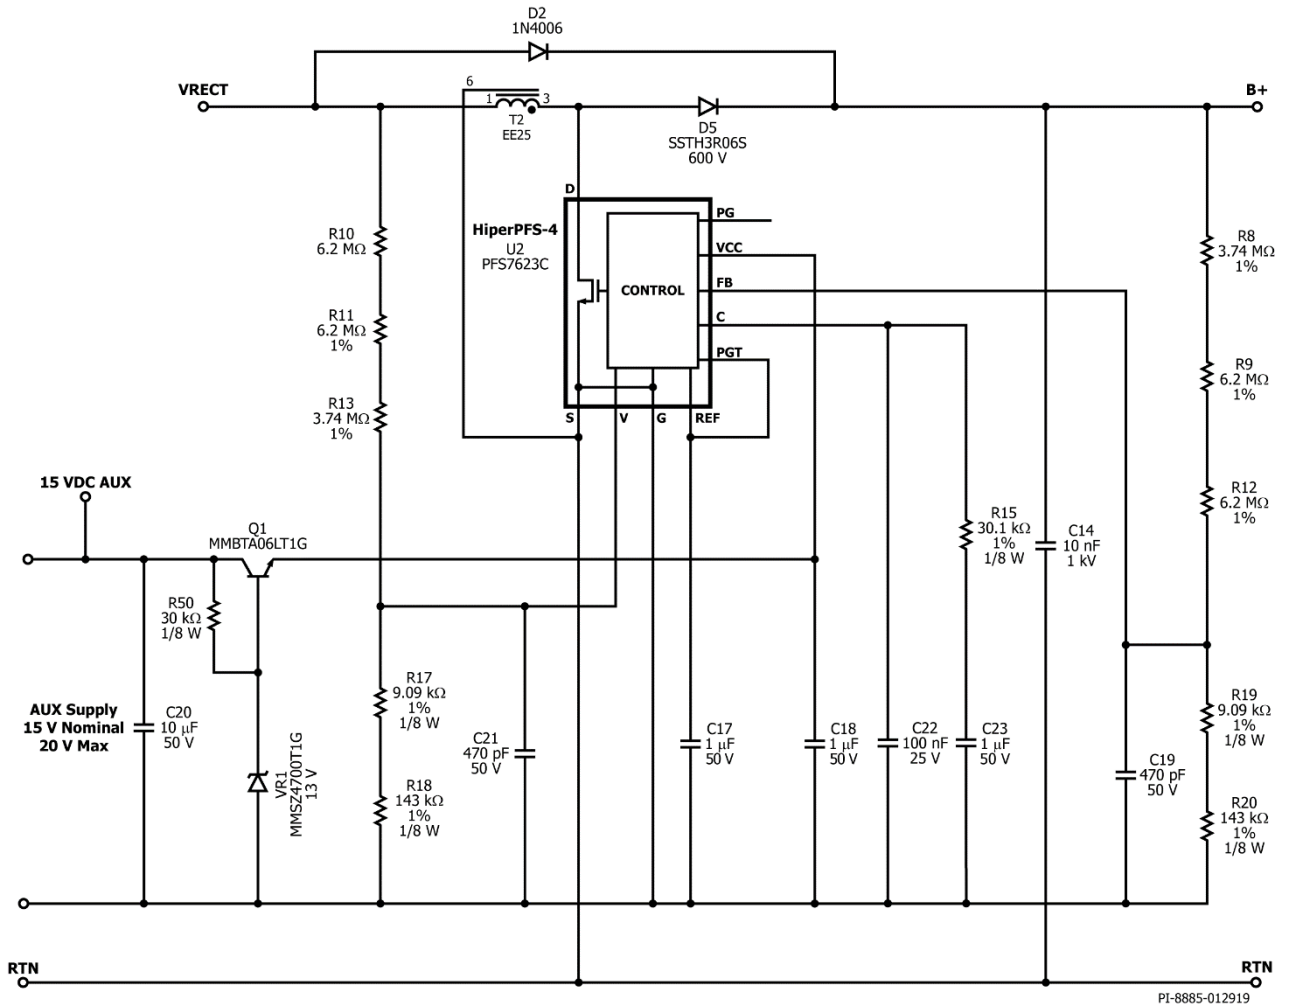 D2
1N4006
6
VRECT
1
3
T2
EE25
D5
SSTH3R06S
600 V
B+
D
HiperPFS-4
U2
PFS7623C
CONTROL
PG
VCC
FB
C
PGT
S
V
G
REF
R10
6.2 MΩ
R11
6.2 MΩ
1%
R13
3.74 MΩ
1%
R8
3.74 MΩ
1%
R9
6.2 MΩ
1%
R12
6.2 MΩ
1%
15 VDC AUX
Q1
MMBTA06LT1G
R50
30 kΩ
1/8 W
R15
30.1 kΩ
1%
1/8 W
C14
10 nF
1 kV
AUX Supply
15 V Nominal
20 V Max
C20
10 µF
50 V
VR1
MMSZ4700T1G
13 V
R17
9.09 kΩ
1%
1/8 W
R18
143 kΩ
1%
1/8 W
C21
470 pF
50 V
C17
1 µF
50 V
C18
1 µF
50 V
C22
100 nF
25 V
C23
1 µF
50 V
C19
470 pF
50 V
R19
9.09 kΩ
1%
1/8 W
R20
143 kΩ
1%
1/8 W
RTN
RTN
PI-8885-012919